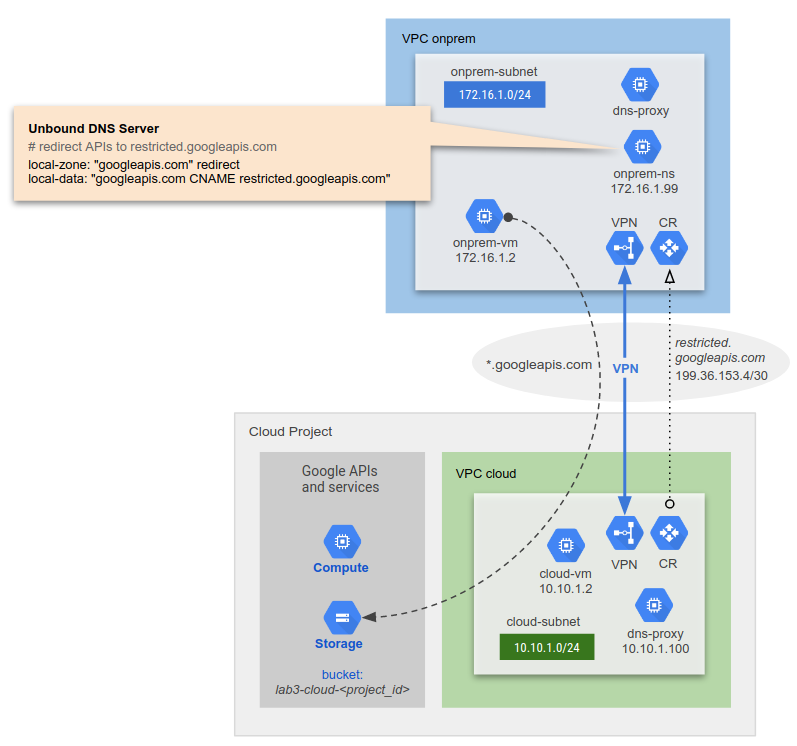 VPC onprem
onprem-subnet
172.16.1.0/24
dns-proxy
Unbound DNS Server
# redirect APIs to restricted.googleapis.com
local-zone: "googleapis.com" redirect
local-data: "googleapis.com CNAME restricted.googleapis.com"
onprem-ns
172.16.1.99
onprem-vm
172.16.1.2
VPN
CR
*.googleapis.com
VPN
restricted.
googleapis.com
199.36.153.4/30
Cloud Project
Google APIs
and services
Compute
Storage
bucket:
lab3-cloud-<project_id>
VPC cloud
cloud-vm
10.10.1.2
VPN
CR
cloud-subnet
10.10.1.0/24
dns-proxy
10.10.1.100